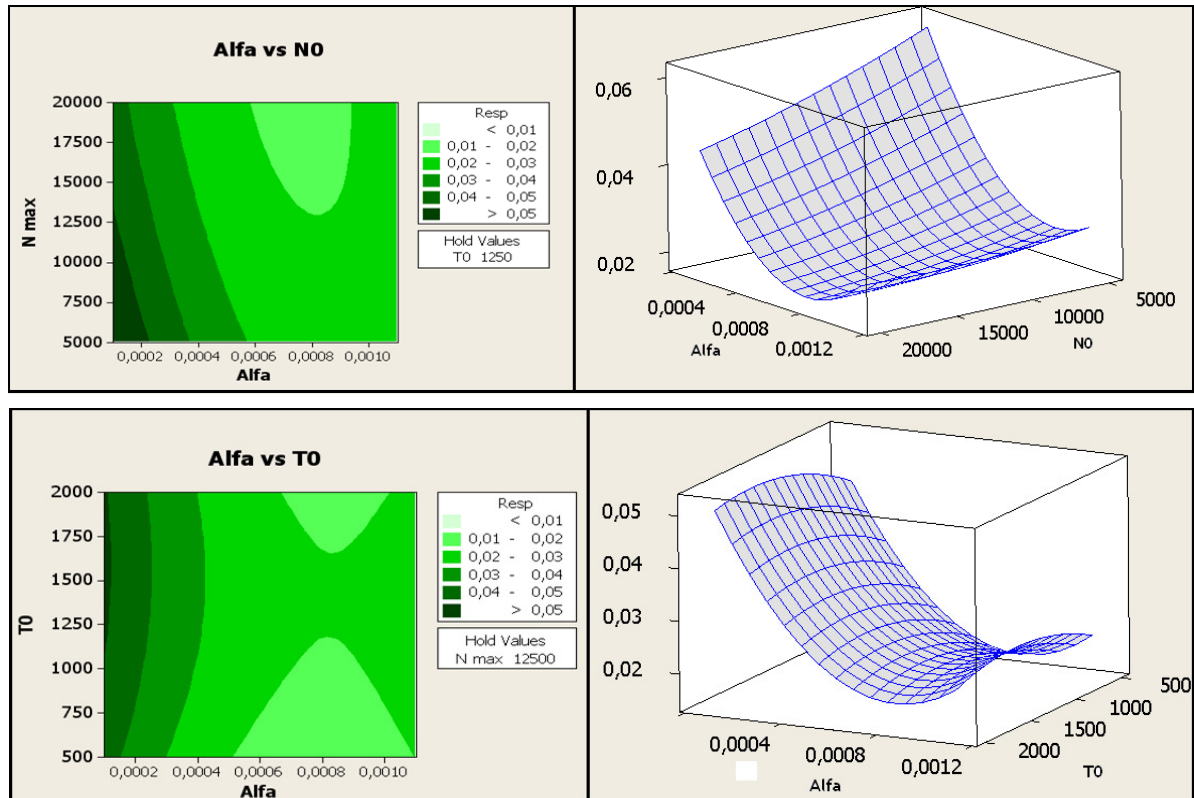 Alfa vs N0
N max
20000
17500
15000
12500
10000
7500
5000
0,0002 0,0004 0,0006 0,0008 0,0010
Alfa
Resp
< 0,01
0,01 - 0,02
0,02 - 0,03
0,03 - 0,04
0,04 - 0,05
> 0,05
Hold Values
T0 1250
0,06
0,04
0,02
0,0004
0,0008
0,0012
Alfa
20000
15000
10000
5000
N0
Alfa vs T0
T0
2000
1750
1500
1250
1000
750
500
0,0002 0,0004 0,0006 0,0008 0,0010
Alfa
Resp
< 0,01
0,01 - 0,02
0,02 - 0,03
0,03 - 0,04
0,04 - 0,05
> 0,05
Hold Values
N max 12500
0,05
0,04
0,03
0,02
0,0004
0,0008
0,0012
Alfa
2000
1500
1000
500
T0